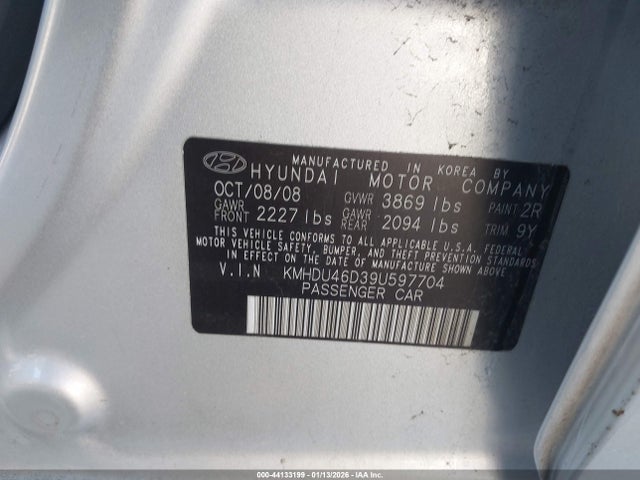 MANUFACTURED IN KOREA BY
HYUNDAI MOTOR COMPANY
OCT/08/08 GVWR 3869 lbs PAINT 2R
GAWR FRONT 2227 lbs GAWR REAR 2094 lbs TRIM 9Y
THIS VEHICLE CONFORMS TO ALL APPLICABLE U.S.A. FEDERAL
MOTOR VEHICLE SAFETY, BUMPER, AND THEFT PREVENTION STANDARDS
IN EFFECT ON THE DATE OF MANUFACTURE SHOWN ABOVE.
V.I.N KMHDU46D39U597704
PASSENGER CAR
000-44133199 | 01/13/2026 - IAA Inc.